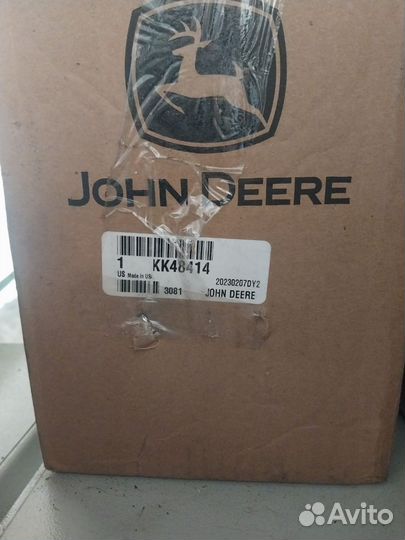 JOHN DEERE
1 KK48414
US Made in US
20230207DY2
3081 JOHN DEERE
Avito